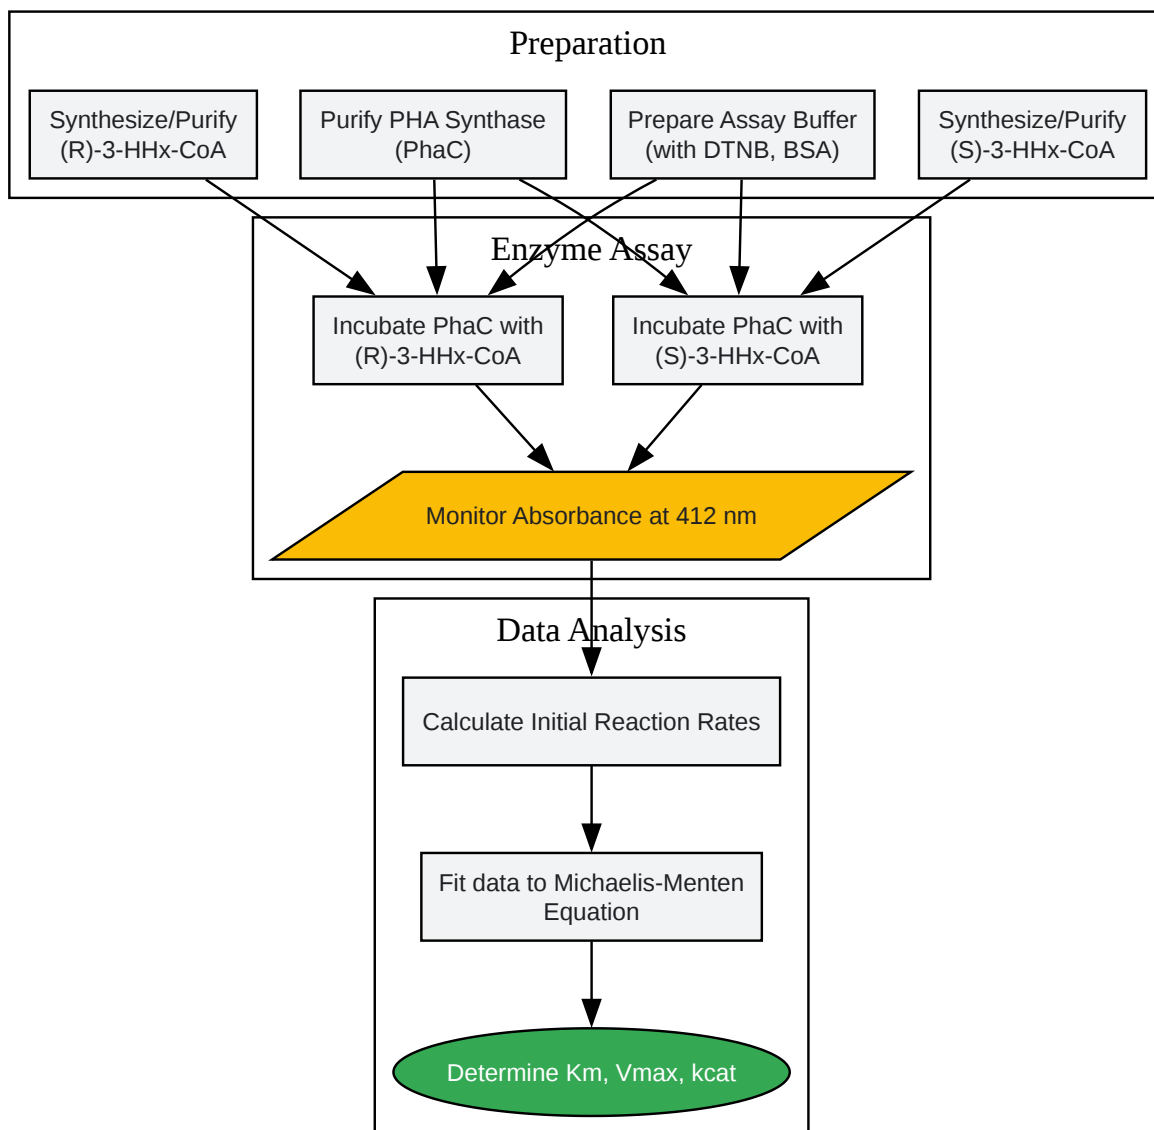 Preparation
Synthesize/Purify
(R)-3-HHx-CoA
Purify PHA Synthase
(PhaC)
Prepare Assay Buffer
(with DTNB, BSA)
Synthesize/Purify
(S)-3-HHx-CoA
Enzyme Assay
Incubate PhaC with
(R)-3-HHx-CoA
Incubate PhaC with
(S)-3-HHx-CoA
Monitor Absorbance at 412 nm
Data Analysis
Calculate Initial Reaction Rates
Fit data to Michaelis-Menten
Equation
Determine Km, Vmax, kcat